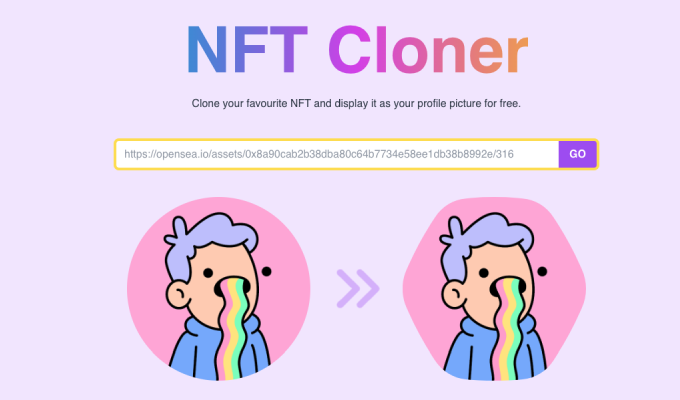 NFT Cloner
Clone your favourite NFT and display it as your profile picture for free.
https://opensea.io/assets/0x8a90cab2b38dba80c64b7734e58ee1db38b8992e/316
GO